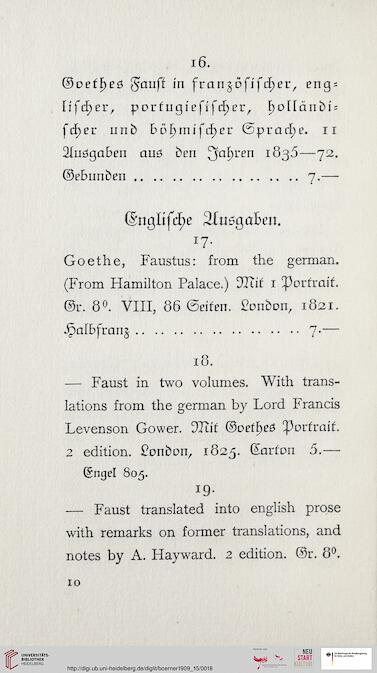 16.
Goethes Faust in französischer, eng-
lischer, portugiesischer, holländi-
scher und böhmischer Sprache. 11
Ausgaben aus den Jahren 1835—72.
Gebunden .. .. .. .. .. .. .. .. .. 7.—
Englische Ausgaben.
17.
Goethe, Faustus: from the german.
(From Hamilton Palace.) Mit 1 Portrait.
Gr. 8⁰. VIII, 86 Seiten. London, 1821.
Halbfranz .. .. .. .. .. .. .. .. .. 7.—
18.
— Faust in two volumes. With trans-
lations from the german by Lord Francis
Levenson Gower. Mit Goethes Portrait.
2 edition. London, 1825. Carton 5.—
Engel 805.
19.
— Faust translated into english prose
with remarks on former translations, and
notes by A. Hayward. 2 edition. Gr. 8⁰.
10
UNIVERSITÄTS-
BIBLIOTHEK
HEIDELBERG
http://digi.ub.uni-heidelberg.de/diglit/boerner1909_15/0018
NEU
START
KULTUR